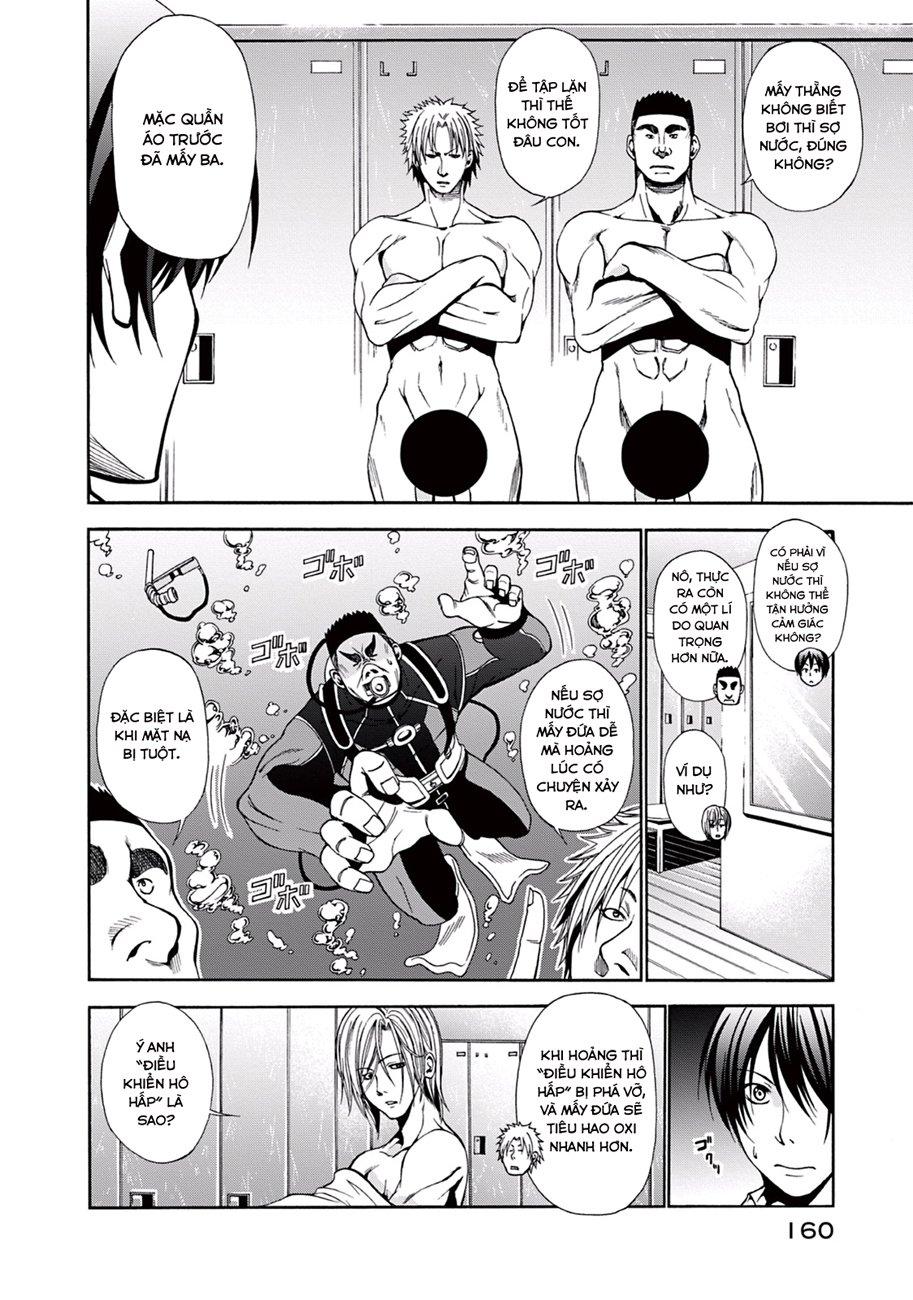 MẤY THẰNG
KHÔNG BIẾT
BƠI THÌ SỢ
NƯỚC, ĐÚNG
KHÔNG?
ĐỂ TẬP LẶN
THÌ THẾ
KHÔNG TỐT
ĐÂU CON.
MẶC QUẦN
ÁO TRƯỚC
ĐÃ MẤY BA.
CÓ PHẢI VÌ
NẾU SỢ
NƯỚC THÌ
KHÔNG THỂ
TẬN HƯỞNG
CẢM GIÁC
KHÔNG?
NÔ, THỰC
RA CÒN
CÓ MỘT LÍ
DO QUAN
TRỌNG
HƠN NỮA.
VÍ DỤ
NHƯ?
ゴボ
ゴボ
ゴボ
ゴボ
ゴボ
NẾU SỢ
NƯỚC THÌ
MẤY ĐỨA DỄ
MÀ HOẢNG
LÚC CÓ
CHUYỆN XẢY
RA.
ĐẶC BIỆT LÀ
KHI MẶT NẠ
BỊ TUỘT.
ゴクリ
KHI HOẢNG THÌ
“ĐIỀU KHIỂN HÔ
HẤP” BỊ PHÁ VỠ,
VÀ MẤY ĐỨA SẼ
TIÊU HAO OXI
NHANH HƠN.
Ý ANH
“ĐIỀU
KHIỂN HÔ
HẤP” LÀ
SAO?
160